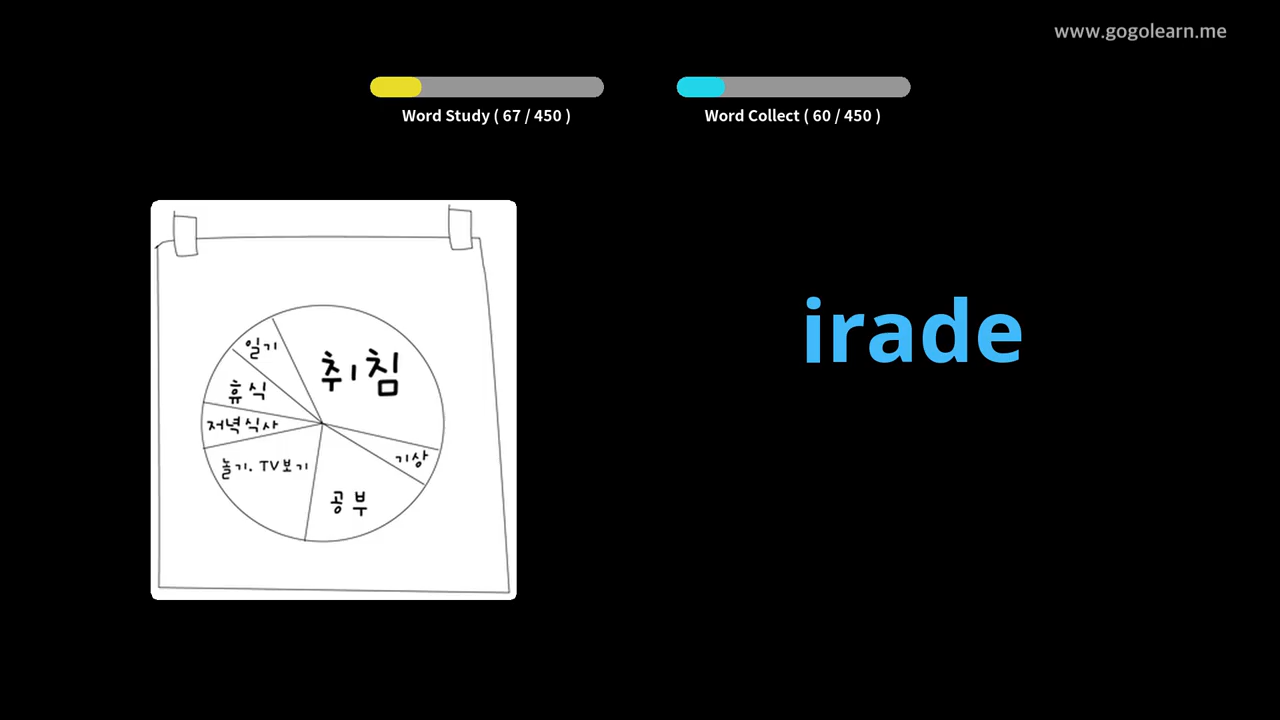 www.gogolearn.me
Word Study ( 67 / 450 )
Word Collect ( 60 / 450 )
일기
취침
휴식
저녁식사
놀기. TV보기
기상
공부
irade